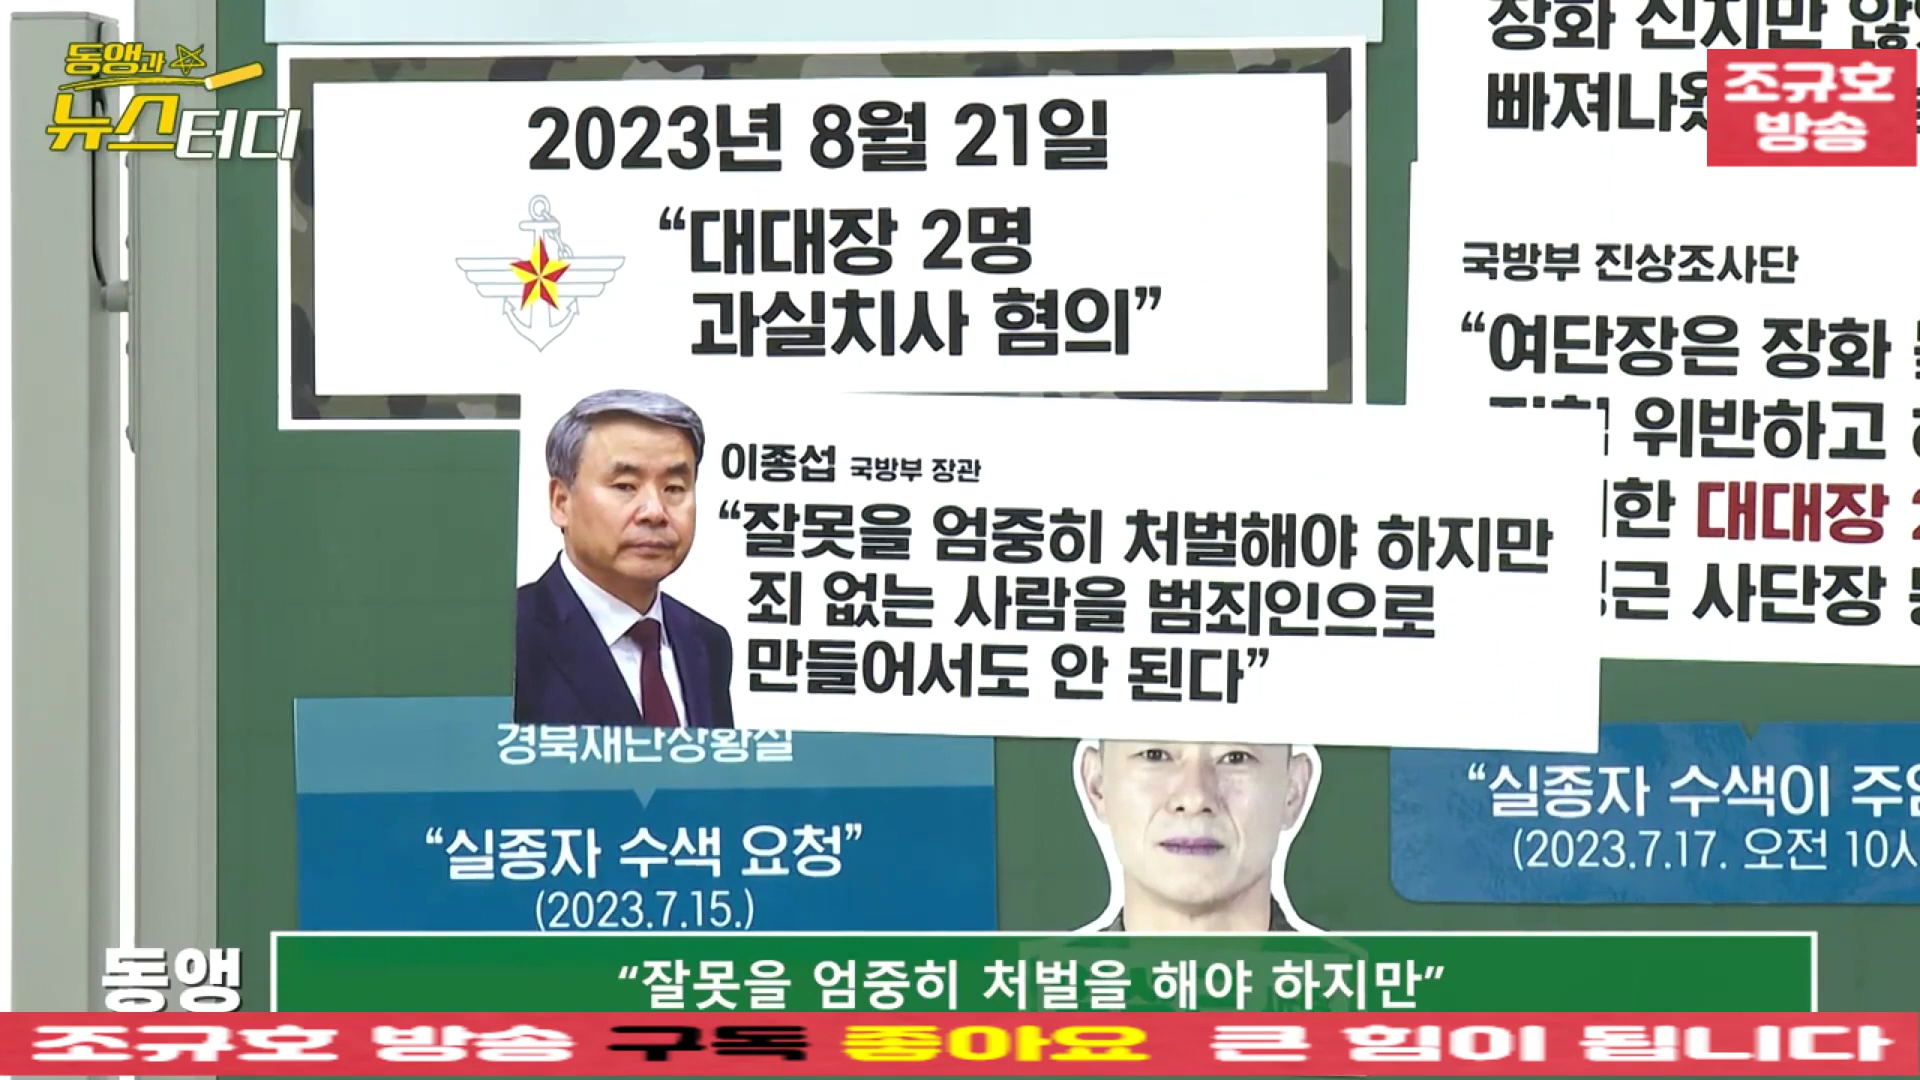 동앵과
뉴스터디
장화 신지만
빠져나왔
조규호
방송
2023년 8월 21일
“대대장 2명
과실치사 혐의”
국방부 진상조사단
“여단장은 장화
위반하고
한 대대장
근 사단장
이종섭 국방부 장관
“잘못을 엄중히 처벌해야 하지만
죄 없는 사람을 범죄인으로
만들어서도 안 된다”
경북재난상황실
“실종자 수색 요청”
(2023.7.15.)
“실종자 수색이
(2023.7.17. 오전 10시
동앵
“잘못을 엄중히 처벌을 해야 하지만”
조규호 방송 구독 좋아요 큰 힘이 됩니다